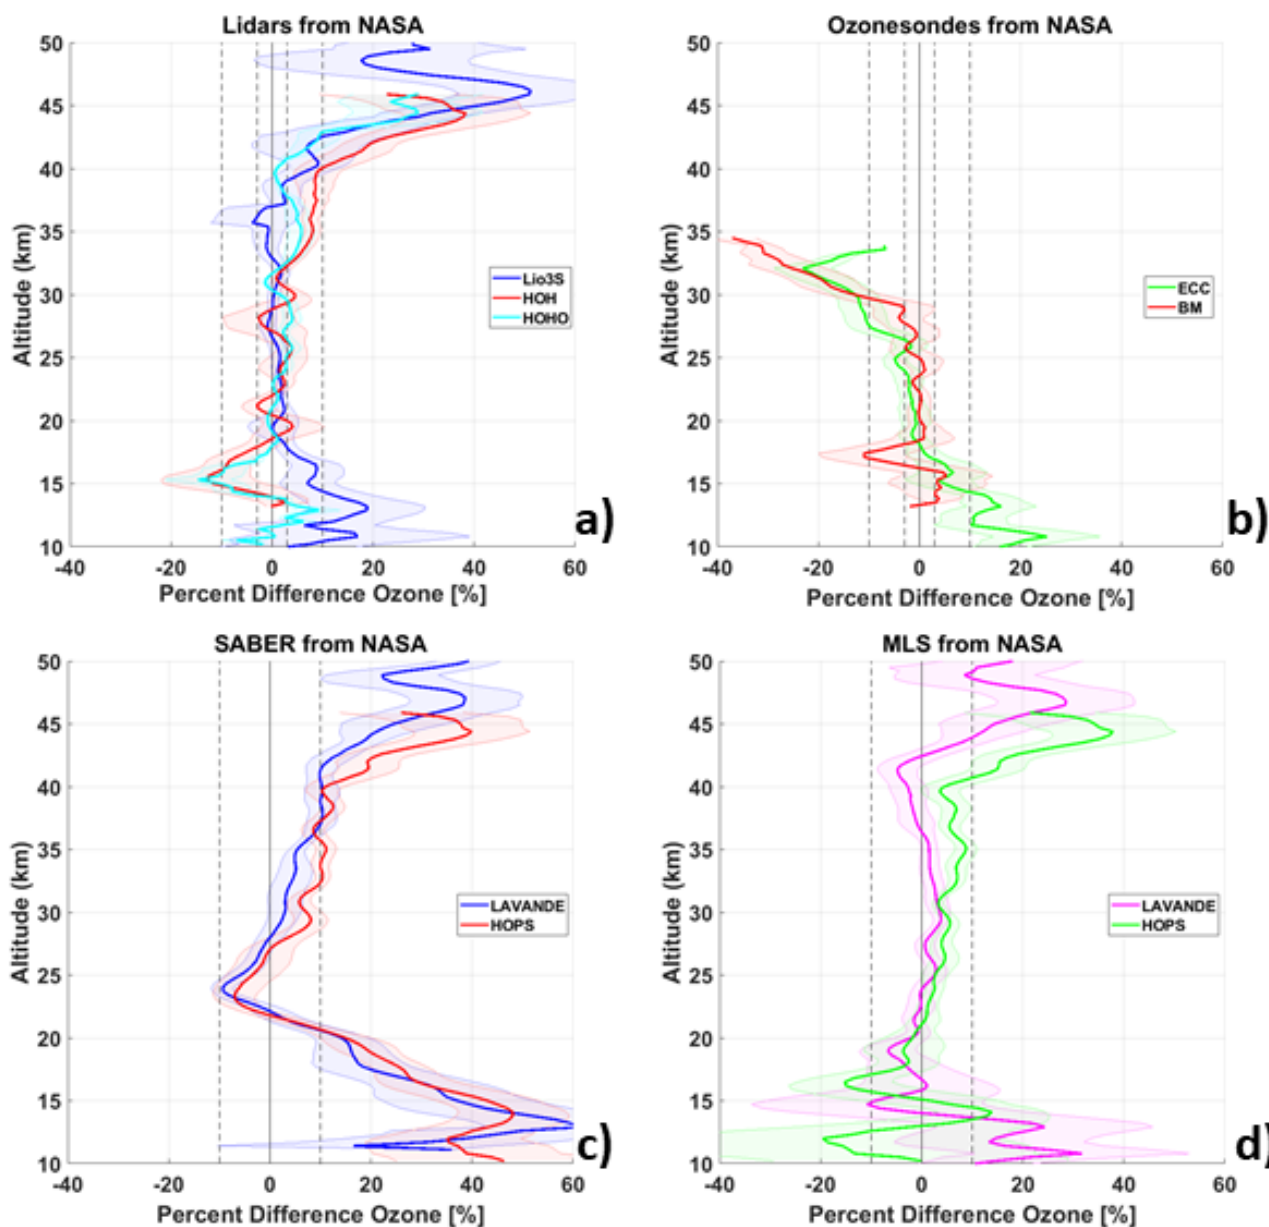 Lidars from NASA
50
45
40
35
30
25
20
15
10
Altitude (km)
Lio3S
HOH
HOHO
a)
-40 -20 0 20 40 60
Percent Difference Ozone [%]
Ozonesondes from NASA
50
45
40
35
30
25
20
15
10
Altitude (km)
ECC
BM
b)
-40 -20 0 20 40 60
Percent Difference Ozone [%]
SABER from NASA
50
45
40
35
30
25
20
15
10
Altitude (km)
LAVANDE
HOPS
c)
-40 -20 0 20 40 60
Percent Difference Ozone [%]
MLS from NASA
50
45
40
35
30
25
20
15
10
Altitude (km)
LAVANDE
HOPS
d)
-40 -20 0 20 40 60
Percent Difference Ozone [%]